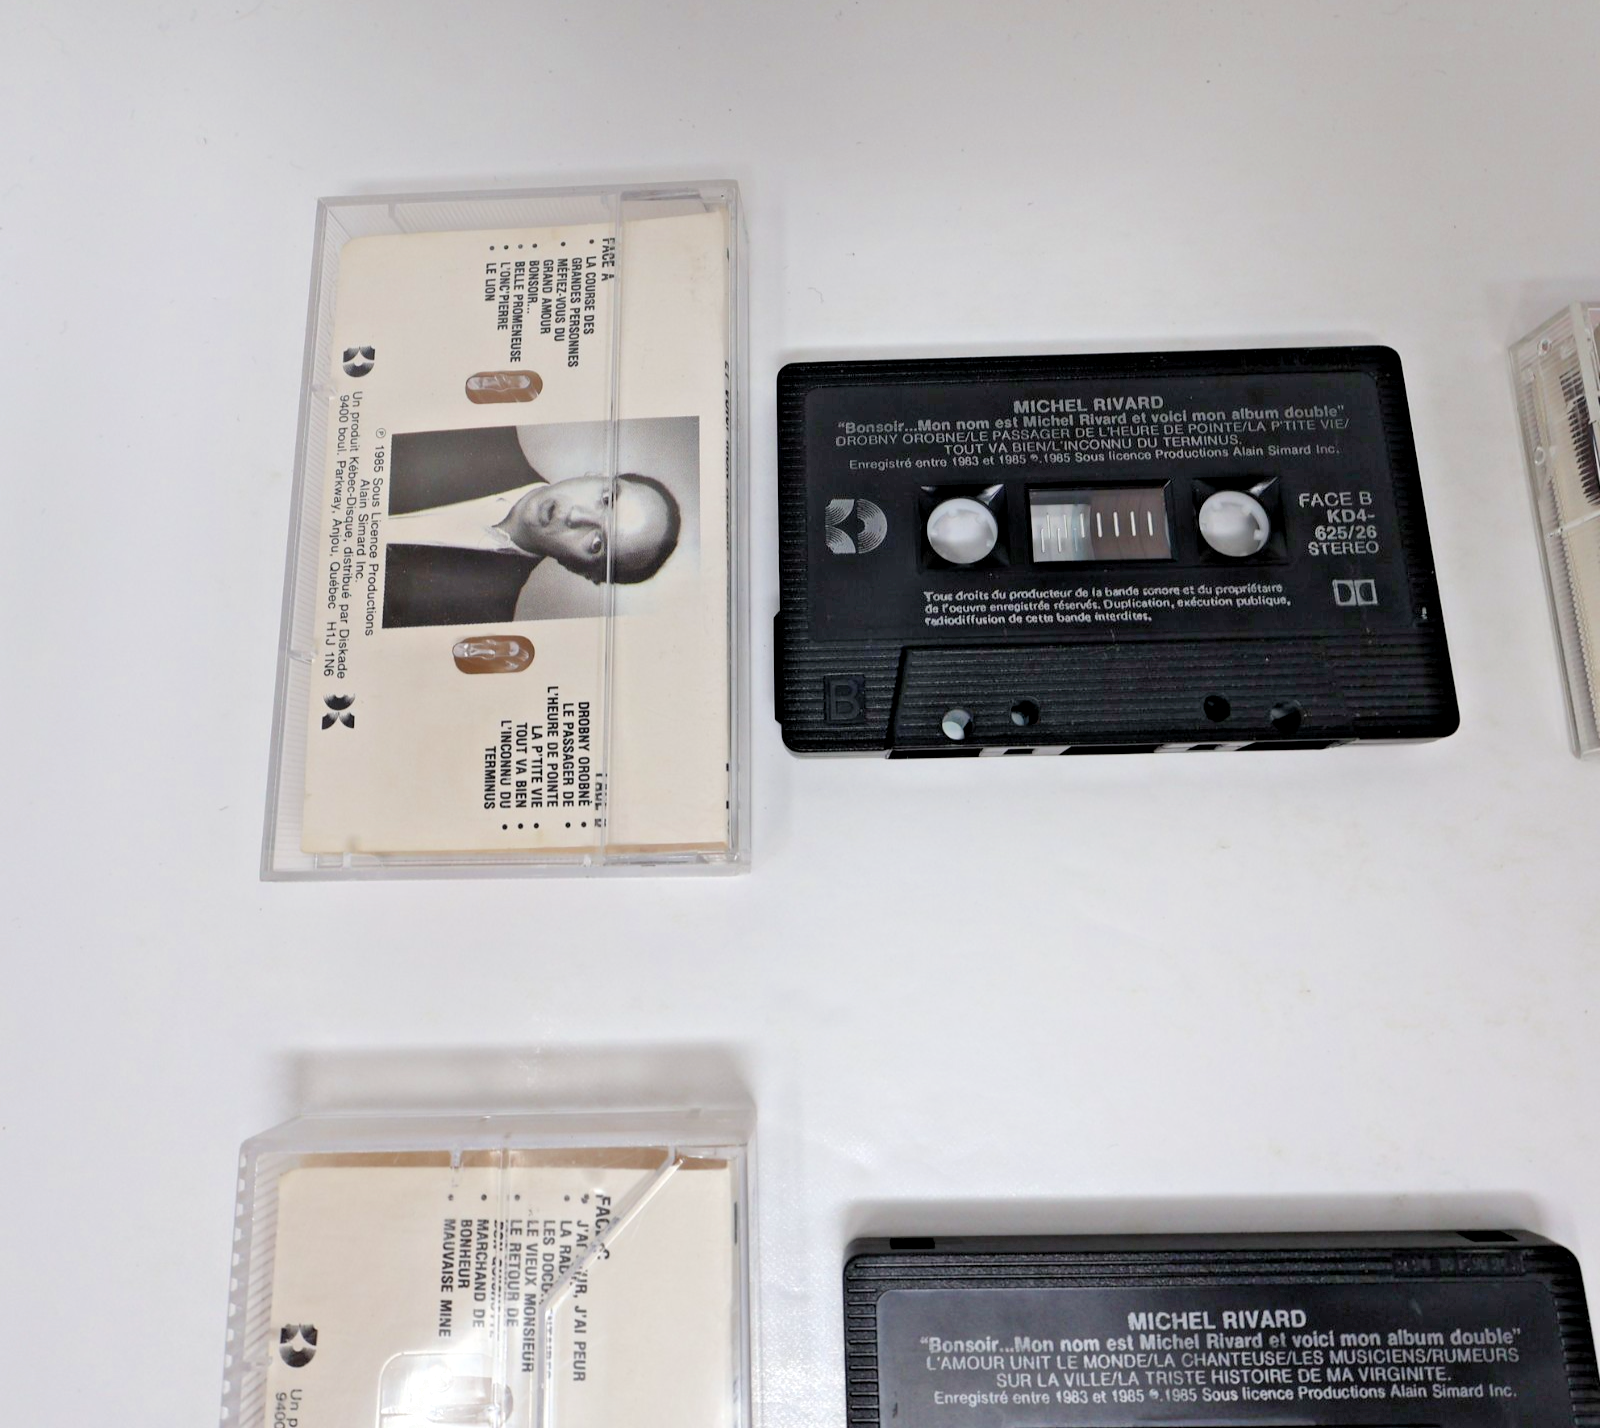 FACE A
• LA COURSE DES
GRANDES PERSONNES
• MÉFIEZ-VOUS DU
GRAND AMOUR
• BONSOIR...
• BELLE PROMENEUSE
• L'ONC'PIERRE
• LE LION
DROBNY OROBNÉ •
LE PASSAGER DE •
L'HEURE DE POINTE
LA P'TITE VIE •
TOUT VA BIEN •
L'INCONNU DU •
TERMINUS
℗ 1985 Sous Licence Productions
Alain Simard Inc.
Un produit Kébec-Disque, distribué par Diskade
9400 boul. Parkway, Anjou, Québec H1J 1N6
MICHEL RIVARD
"Bonsoir...Mon nom est Michel Rivard et voici mon album double"
OROBNY OROBNE/LE PASSAGER DE L'HEURE DE POINTE/LA P'TITE VIE/
TOUT VA BIEN/L'INCONNU DU TERMINUS.
Enregistré entre 1983 et 1985 ℗.1985 Sous licence Productions Alain Simard Inc.
FACE B
KD4-
625/26
STEREO
Tous droits du producteur de la bande sonore et du propriétaire
de l'oeuvre enregistrée réservés. Duplication, exécution publique,
radiodiffusion de cette bande interdites.
B
• J'AI PEUR
LES
• LE VIEUX MONSIEUR
• LE RETOUR DE
• MARCHAND DE
BONHEUR
• MAUVAISE MINE
Un
MICHEL RIVARD
"Bonsoir...Mon nom est Michel Rivard et voici mon album double"
L'AMOUR UNIT LE MONDE/LA CHANTEUSE/LES MUSICIENS/RUMEURS
SUR LA VILLE/LA TRISTE HISTOIRE DE MA VIRGINITE.
Enregistré entre 1983 et 1985 ℗.1985 Sous licence Productions Alain Simard Inc.